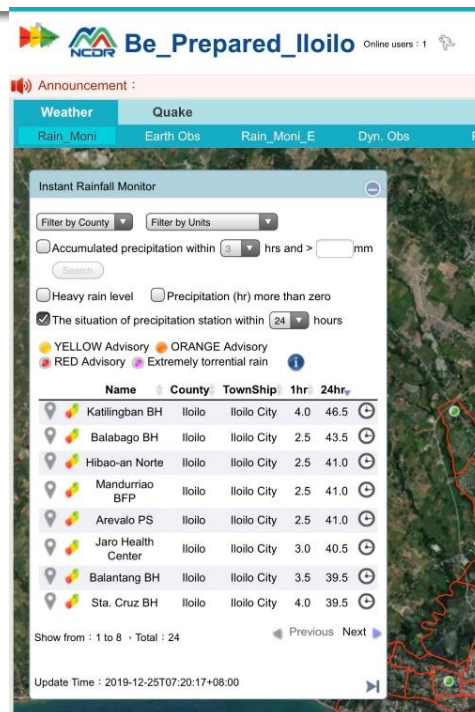 NCDR Be_Prepared_Iloilo Online users : 1
Announcement :
Weather Quake
Rain_Moni Earth Obs Rain_Moni_E Dyn. Obs
Instant Rainfall Monitor
Filter by County Filter by Units
Accumulated precipitation within 3 hrs and > mm
Search
Heavy rain level Precipitation (hr) more than zero
The situation of precipitation station within 24 hours
YELLOW Advisory ORANGE Advisory
RED Advisory Extremely torrential rain
Name County TownShip 1hr 24hr
Katilingban BH Iloilo Iloilo City 4.0 46.5
Balabago BH Iloilo Iloilo City 2.5 43.5
Hibao-an Norte Iloilo Iloilo City 2.5 41.0
Mandurriao
BFP Iloilo Iloilo City 2.5 41.0
Arevalo PS Iloilo Iloilo City 2.5 41.0
Jaro Health
Center Iloilo Iloilo City 3.0 40.5
Balantang BH Iloilo Iloilo City 3.5 39.5
Sta. Cruz BH Iloilo Iloilo City 4.0 39.5
Show from : 1 to 8 , Total : 24 Previous Next
Update Time : 2019-12-25T07:20:17+08:00